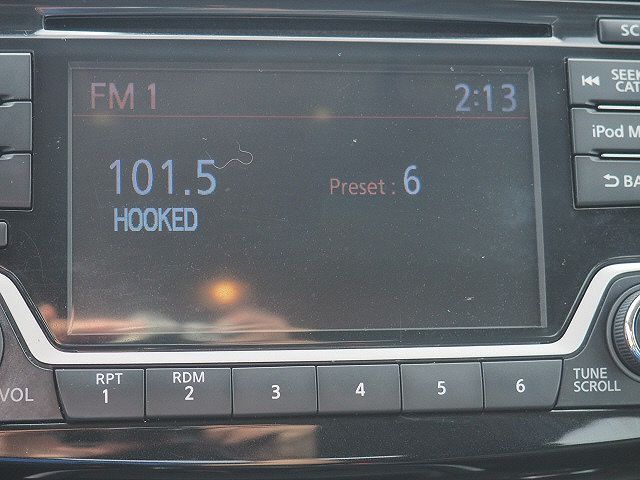 SC
FM 1
2:13
SEEK
CAT
iPod M
101.5
Preset : 6
HOOKED
BA
VOL
RPT
1
RDM
2
3
4
5
6
TUNE
SCROLL